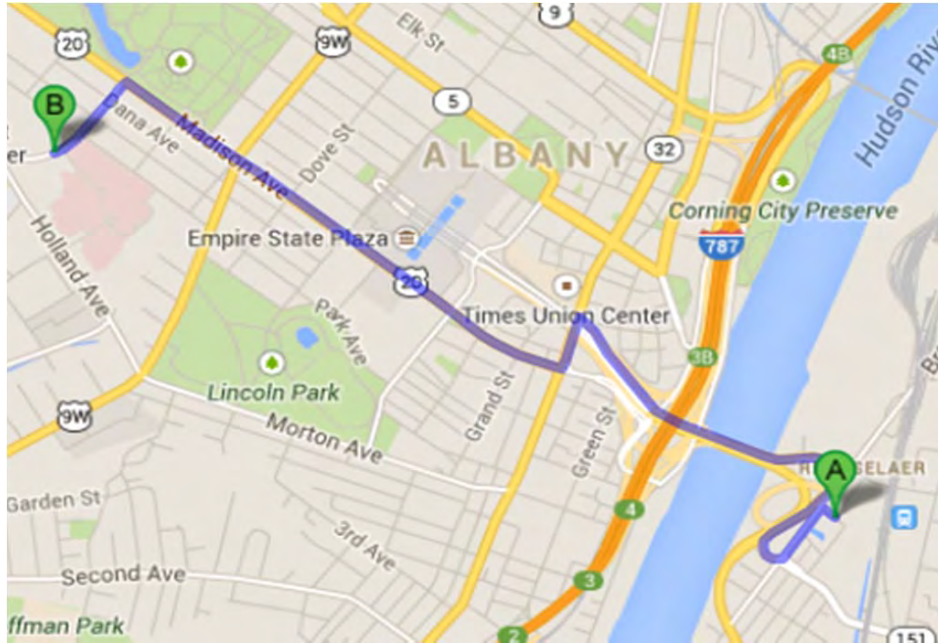 9
Elk St
20
9W
4B
B
5
Hudson
Dana Ave
er
Madison Ave
Dove St
ALBANY
32
Corning City Preserve
Holland Ave
Empire State Plaza
787
20
Times Union Center
Park Ave
3B
Lincoln Park
Grand St
9W
Morton Ave
Green St
A
SELAER
Garden St
4
3rd Ave
Second Ave
3
ffman Park
2
151